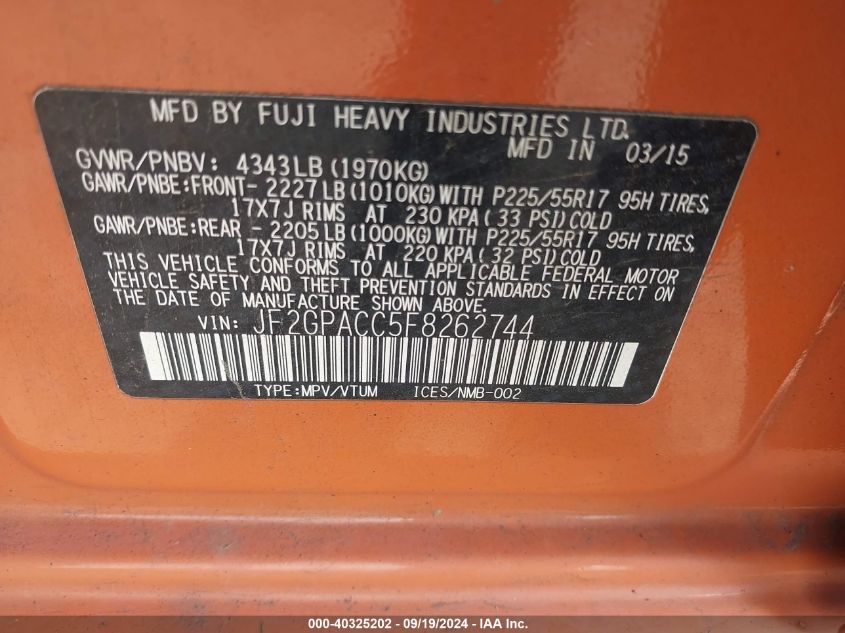 MFD BY FUJI HEAVY INDUSTRIES LTD.
MFD IN 03/15
GVWR/PNBV: 4343LB(1970KG)
GAWR/PNBE:FRONT- 2227LB(1010KG)WITH P225/55R17 95H TIRES,
17X7J RIMS AT 230 KPA(33 PSI)COLD
GAWR/PNBE:REAR - 2205LB(1000KG)WITH P225/55R17 95H TIRES,
17X7J RIMS AT 220 KPA(32 PSI)COLD
THIS VEHICLE CONFORMS TO ALL APPLICABLE FEDERAL MOTOR
VEHICLE SAFETY AND THEFT PREVENTION STANDARDS IN EFFECT ON
THE DATE OF MANUFACTURE SHOWN ABOVE.
VIN: JF2GPACC5F8262744
TYPE:MPV/VTUM ICES/NMB-002
000-40325202 - 09/19/2024 - IAA Inc.